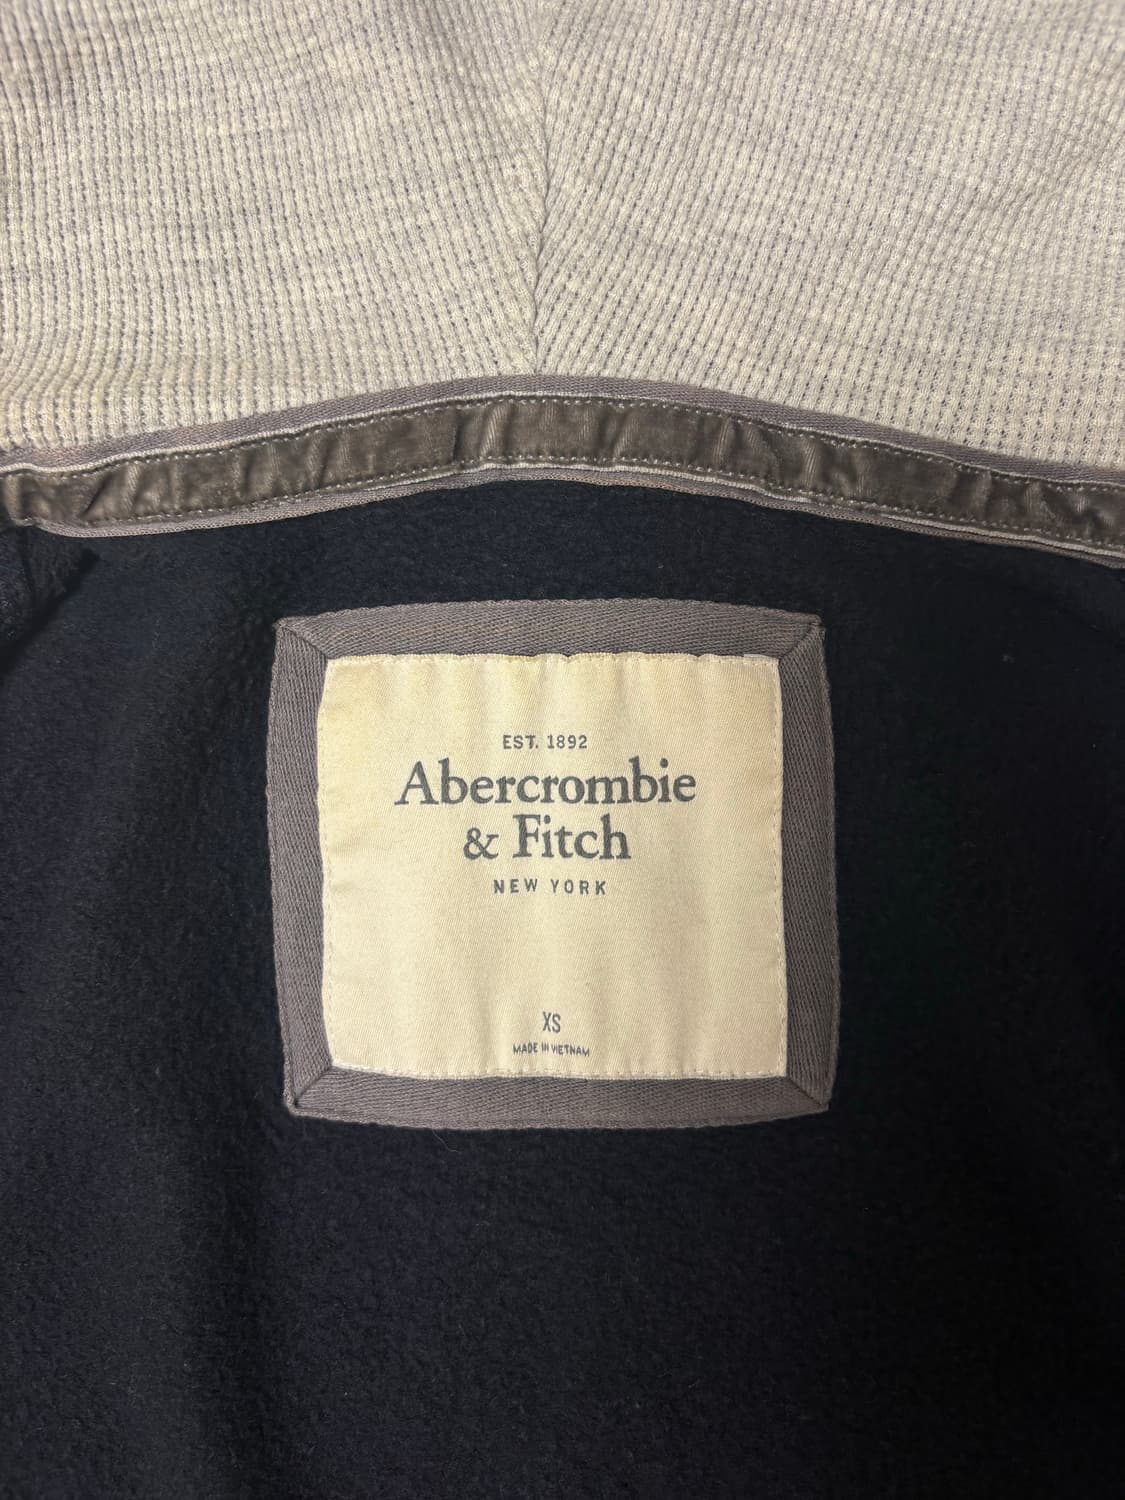 EST. 1892
Abercrombie
& Fitch
NEW YORK
XS
MADE IN VIETNAM